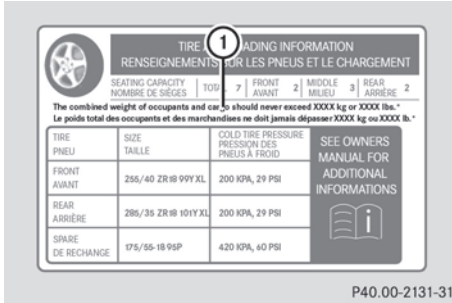 1
TIRE ADING INFORMATION
RENSEIGNEMENTS SUR LES PNEUS ET LE CHARGEMENT
SEATING CAPACITY TOTAL 7 FRONT 2 MIDDLE 3 REAR 2
NOMBRE DE SIÈGES AVANT MILIEU ARRIÈRE
The combined weight of occupants and cargo should never exceed XXXX kg or XXXX lbs.*
Le poids total des occupants et des marchandises ne doit jamais dépasser XXXX kg ou XXXX lb.*
TIRE SIZE COLD TIRE PRESSURE SEE OWNERS
PNEU TAILLE PRESSION DES MANUAL FOR
PNEUS À FROID ADDITIONAL
INFORMATIONS
FRONT
AVANT 255/40 ZR18 99Y XL 200 KPA, 29 PSI
REAR
ARRIÈRE 285/35 ZR18 101Y XL 200 KPA, 29 PSI
SPARE
DE RECHANGE 175/55-18 95P 420 KPA, 60 PSI
i
P40.00-2131-31